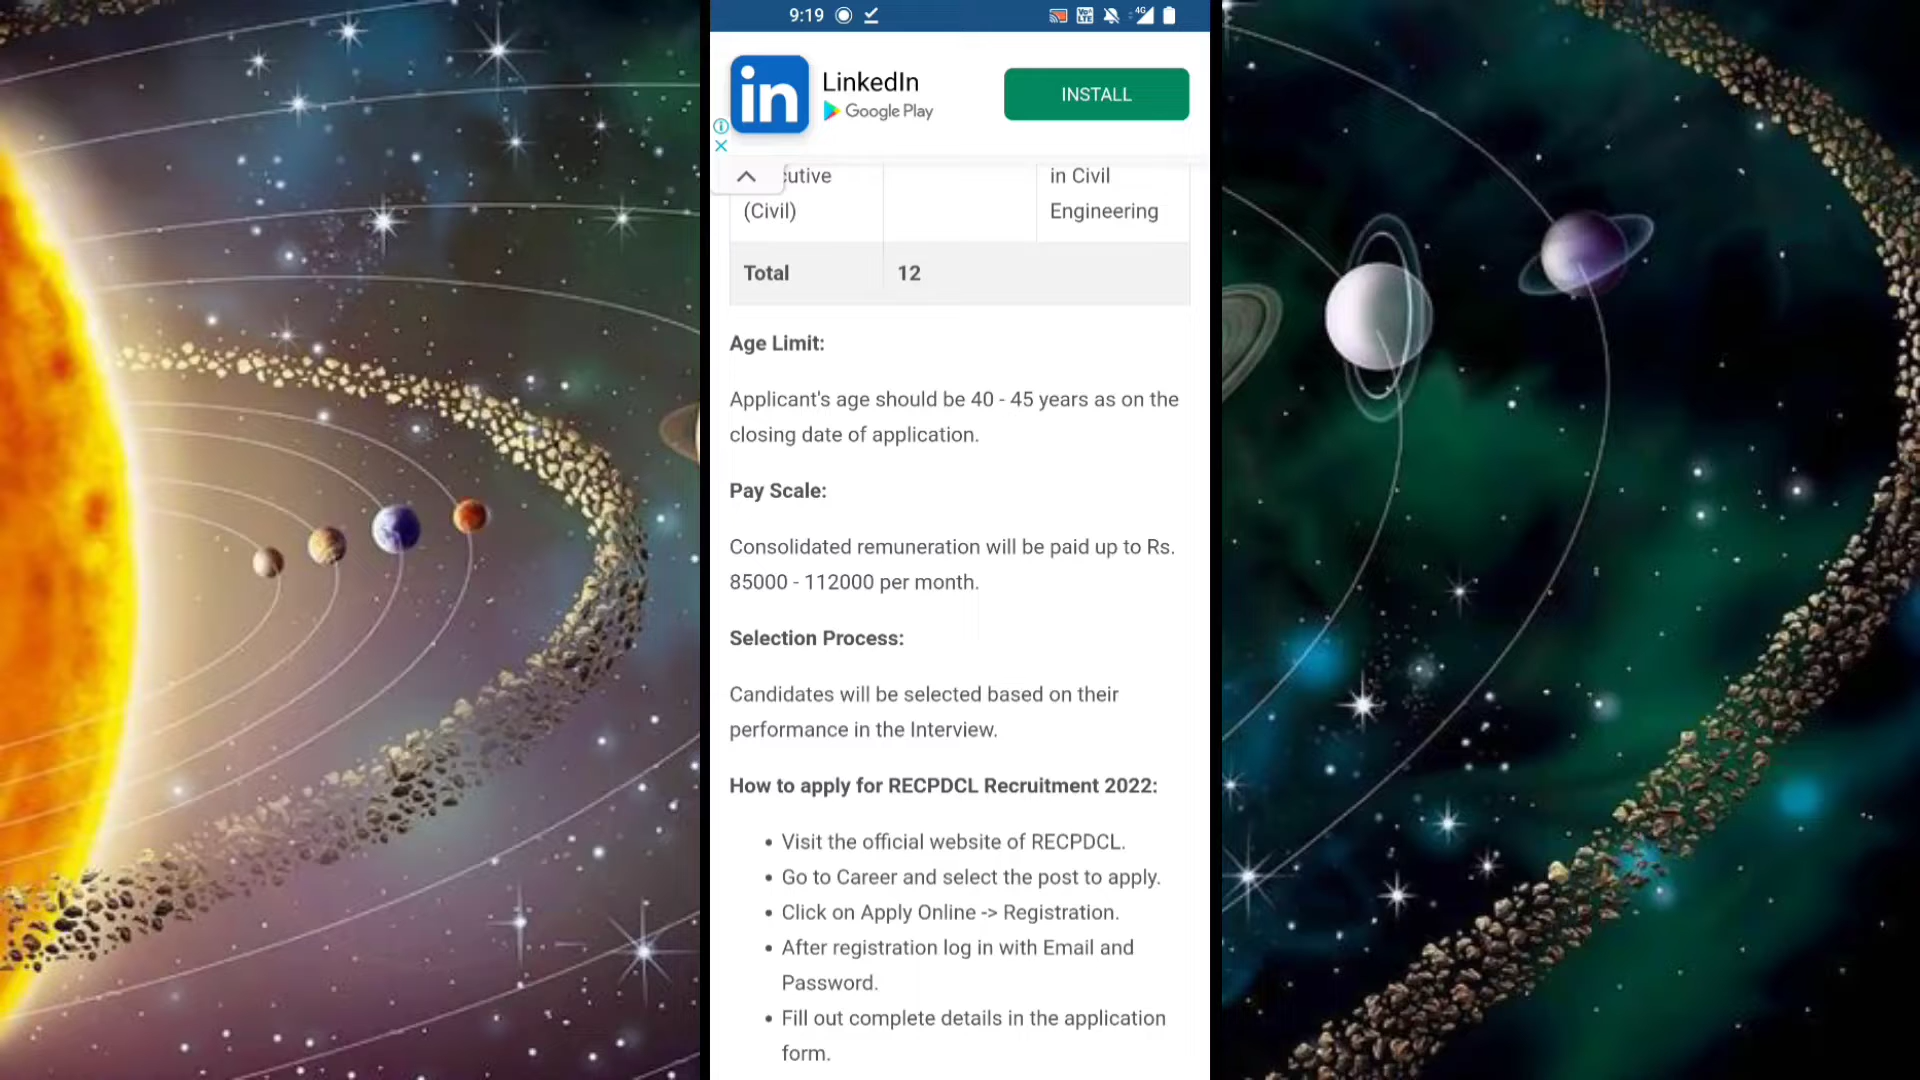 9:19
4G
LinkedIn
Google Play
INSTALL
cutive
(Civil)
in Civil
Engineering
Total 12
Age Limit:
Applicant's age should be 40 - 45 years as on the
closing date of application.
Pay Scale:
Consolidated remuneration will be paid up to Rs.
85000 - 112000 per month.
Selection Process:
Candidates will be selected based on their
performance in the Interview.
How to apply for RECPDCL Recruitment 2022:
• Visit the official website of RECPDCL.
• Go to Career and select the post to apply.
• Click on Apply Online -> Registration.
• After registration log in with Email and
Password.
• Fill out complete details in the application
form.